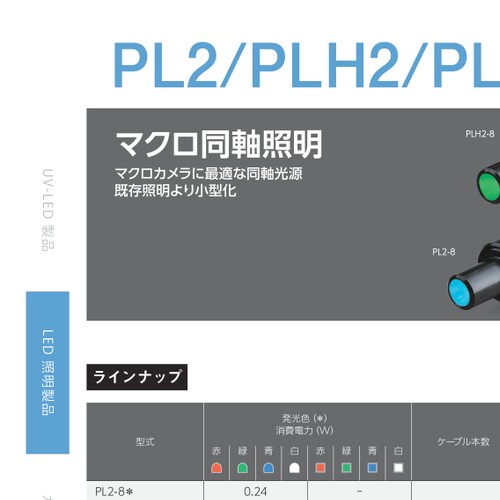 PL2/PLH2/PL
マクロ同軸照明
マクロカメラに最適な同軸光源
既存照明より小型化
PLH2-8
PL2-8
UV-LED 製品
LED 照明製品
ラインナップ
型式
発光色（*）
消費電力（W）
ケーブル本数
赤 緑 青 白 赤 緑 青 白
PL2-8* 0.24 -